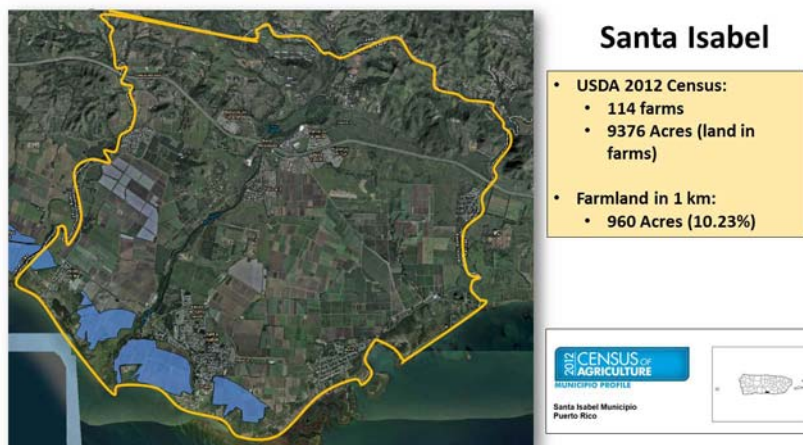 Santa Isabel
• USDA 2012 Census:
• 114 farms
• 9376 Acres (land in
farms)
• Farmland in 1 km:
• 960 Acres (10.23%)
2012 CENSUS OF
AGRICULTURE
MUNICIPIO PROFILE
Santa Isabel Municipio
Puerto Rico